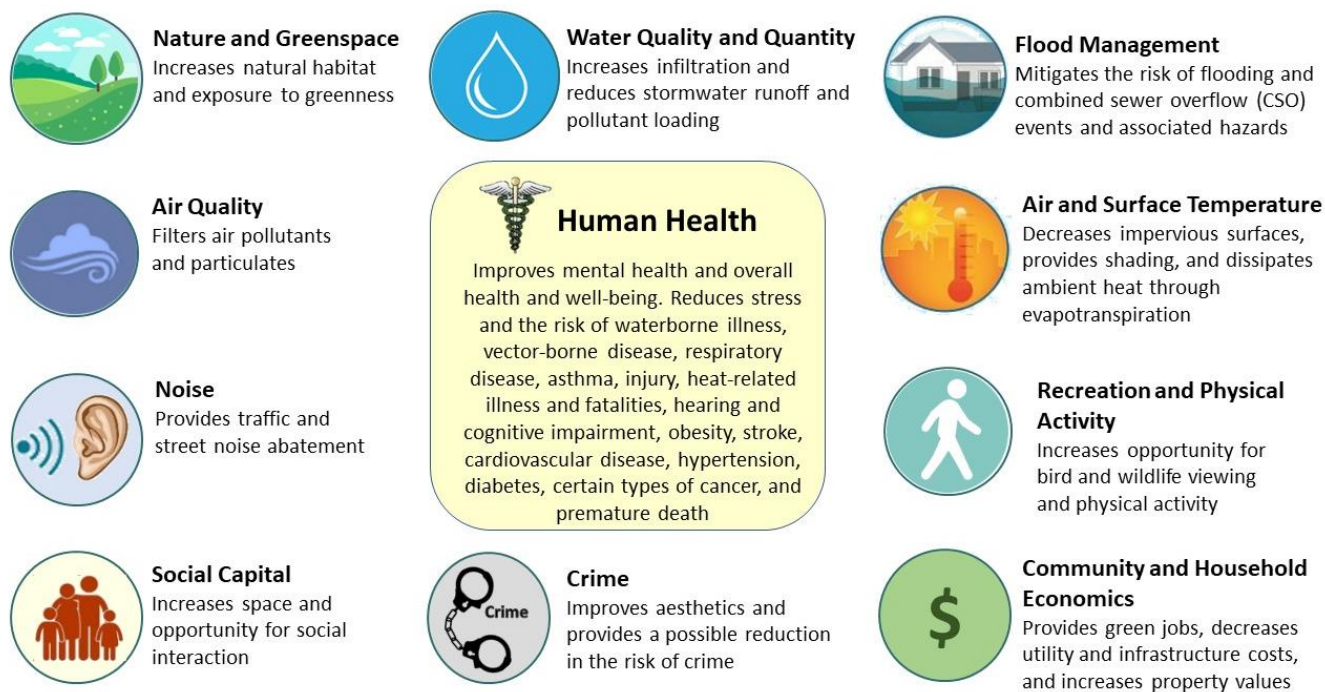 Nature and Greenspace
Increases natural habitat
and exposure to greenness
Water Quality and Quantity
Increases infiltration and
reduces stormwater runoff and
pollutant loading
Flood Management
Mitigates the risk of flooding and
combined sewer overflow (CSO)
events and associated hazards
Air Quality
Filters air pollutants
and particulates
Human Health
Improves mental health and overall
health and well-being. Reduces stress
and the risk of waterborne illness,
vector-borne disease, respiratory
disease, asthma, injury, heat-related
illness and fatalities, hearing and
cognitive impairment, obesity, stroke,
cardiovascular disease, hypertension,
diabetes, certain types of cancer, and
premature death
Air and Surface Temperature
Decreases impervious surfaces,
provides shading, and dissipates
ambient heat through
evapotranspiration
Noise
Provides traffic and
street noise abatement
Recreation and Physical
Activity
Increases opportunity for
bird and wildlife viewing
and physical activity
Social Capital
Increases space and
opportunity for social
interaction
Crime
Crime
Improves aesthetics and
provides a possible reduction
in the risk of crime
$
Community and Household
Economics
Provides green jobs, decreases
utility and infrastructure costs,
and increases property values